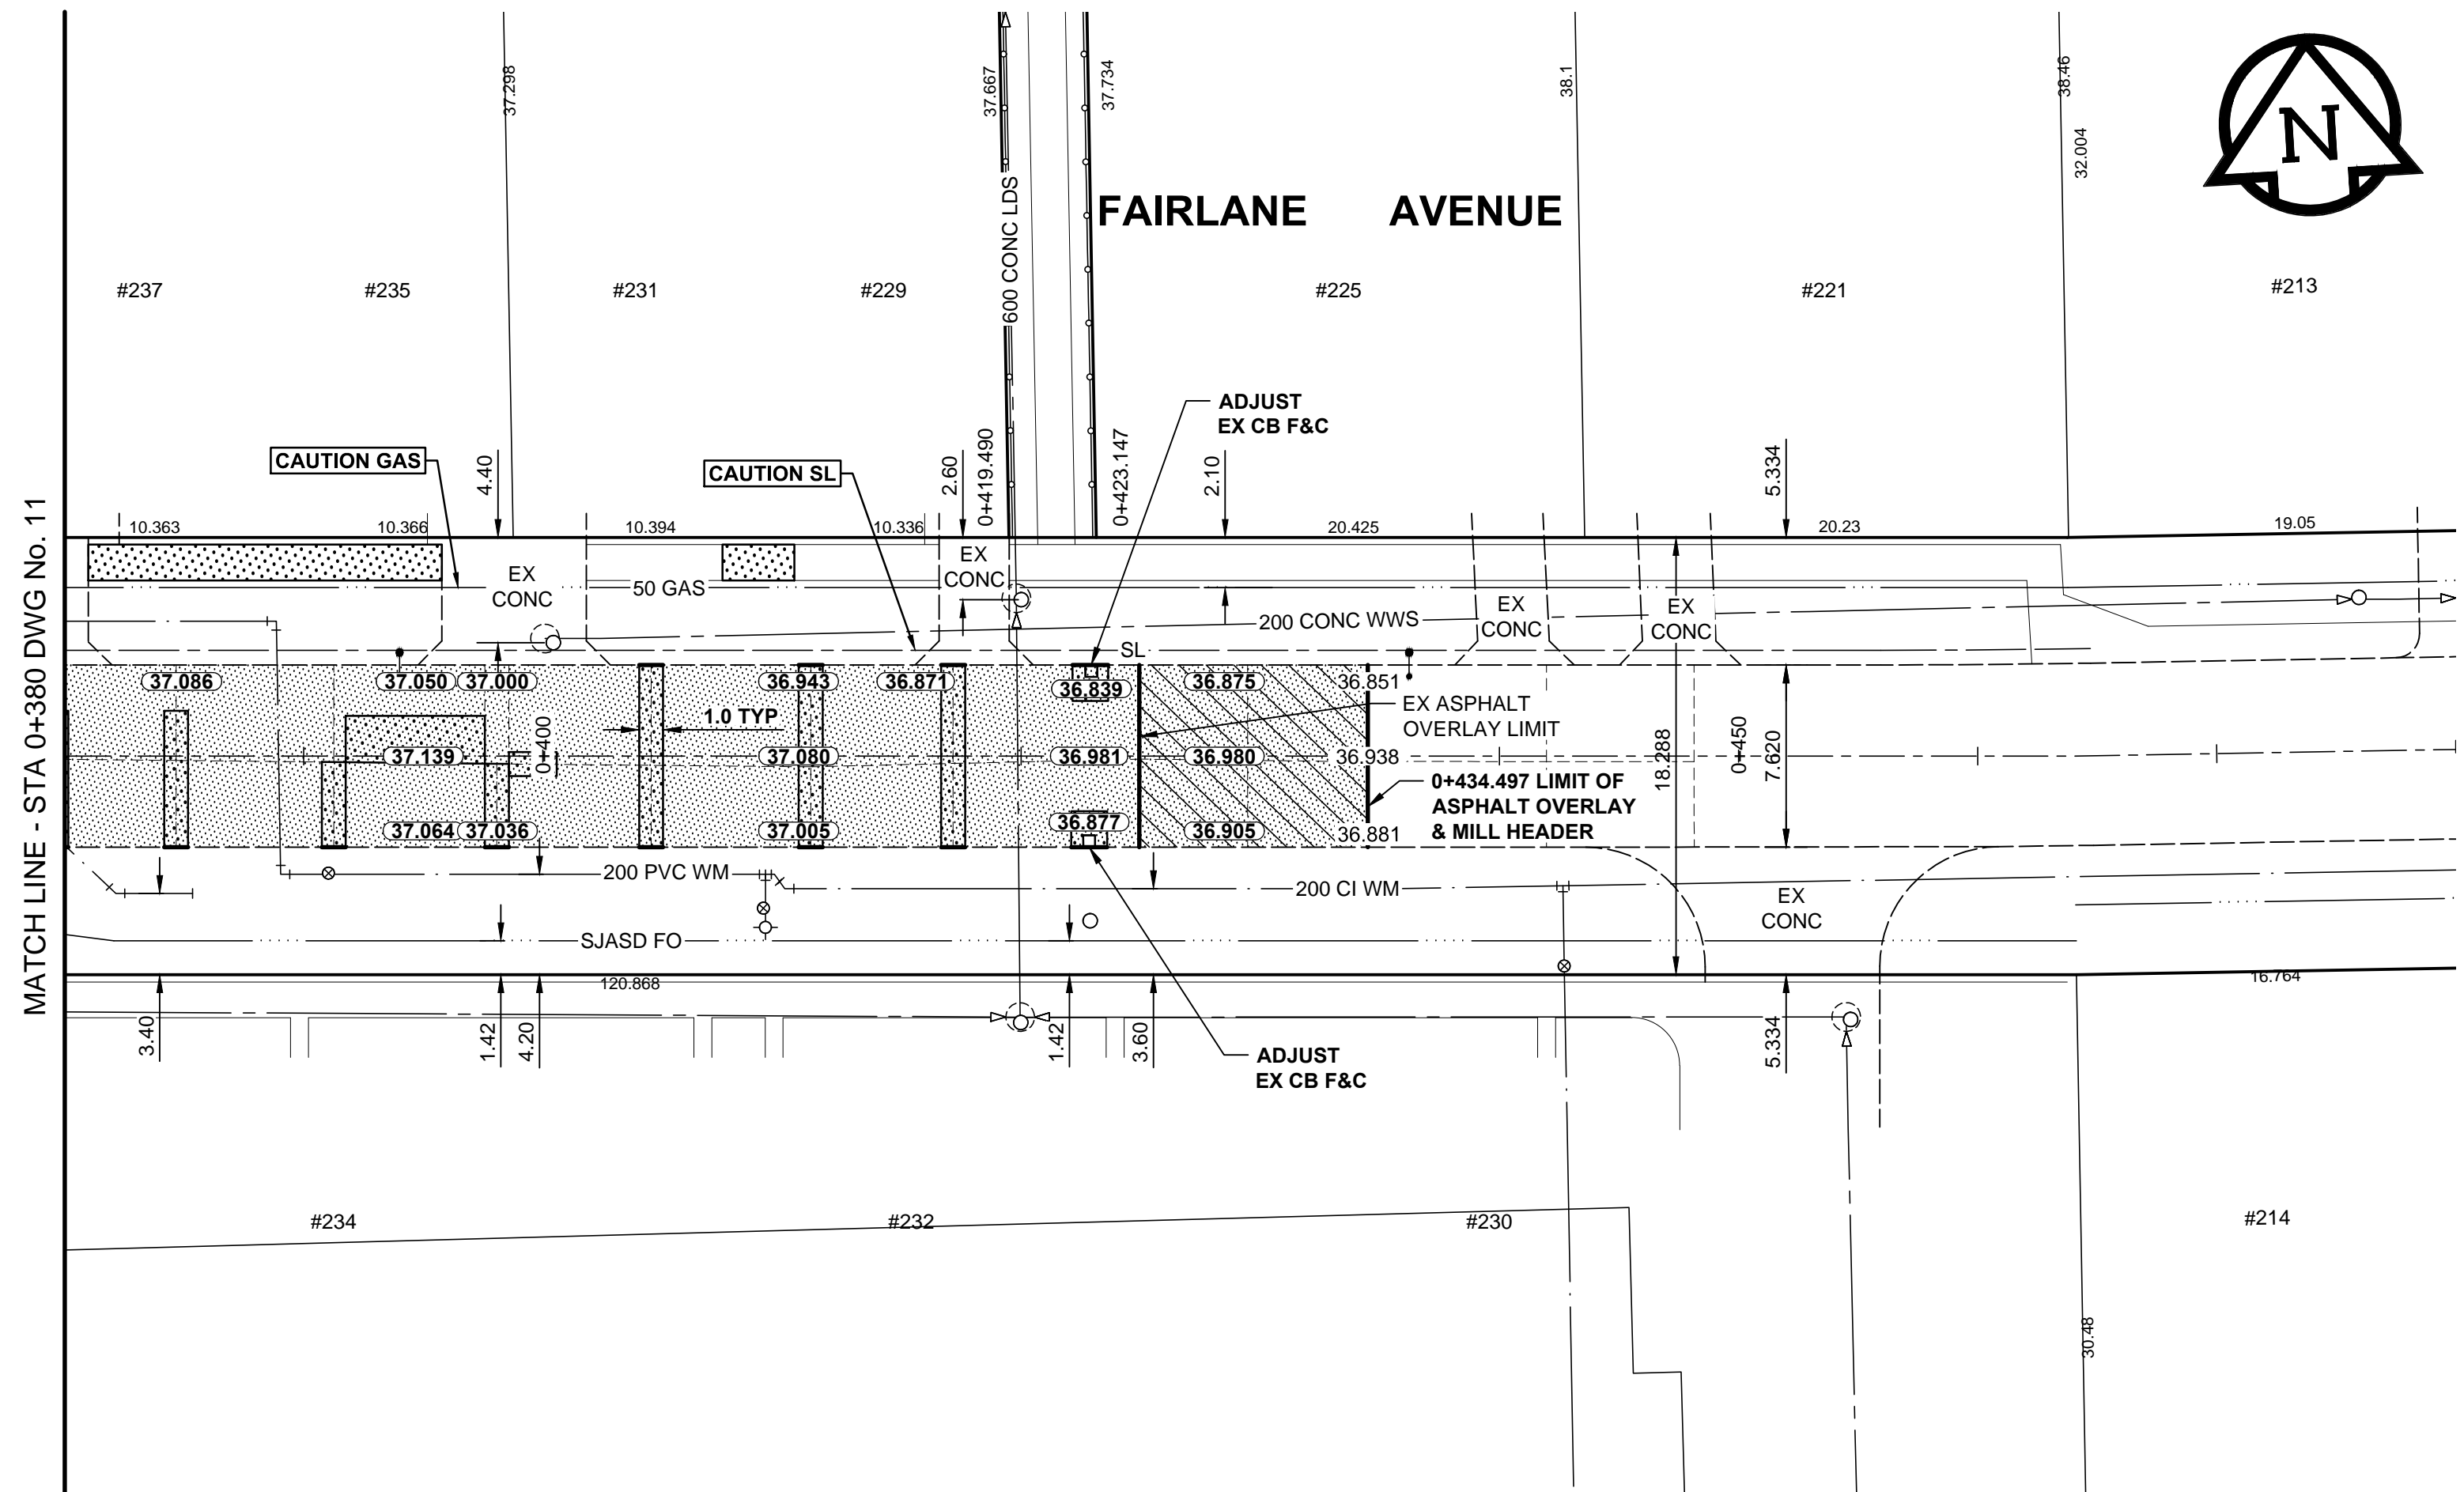 37.298
37.667
37.734
38.1
38.46
32.004
N
600 CONC LDS
FAIRLANE AVENUE
#237
#235
#231
#229
#225
#221
#213
MATCH LINE - STA 0+380 DWG No. 11
CAUTION GAS
4.40
CAUTION SL
2.60
0+419.490
0+423.147
ADJUST
EX CB F&C
2.10
5.334
10.363
10.366
10.394
10.336
20.425
20.23
19.05
EX
CONC
50 GAS
EX
CONC
200 CONC WWS
EX
CONC
EX
CONC
SL
37.086
37.050
37.000
36.943
36.871
36.839
36.875
36.851
1.0 TYP
EX ASPHALT
OVERLAY LIMIT
0+400
37.139
37.080
36.981
36.980
36.938
18.288
0+450
7.620
0+434.497 LIMIT OF
ASPHALT OVERLAY
& MILL HEADER
37.064
37.036
37.005
36.877
36.905
36.881
200 PVC WM
200 CI WM
EX
CONC
SJASD FO
120.868
16.764
3.40
1.42
4.20
1.42
3.60
5.334
ADJUST
EX CB F&C
#234
#232
#230
#214
30.48